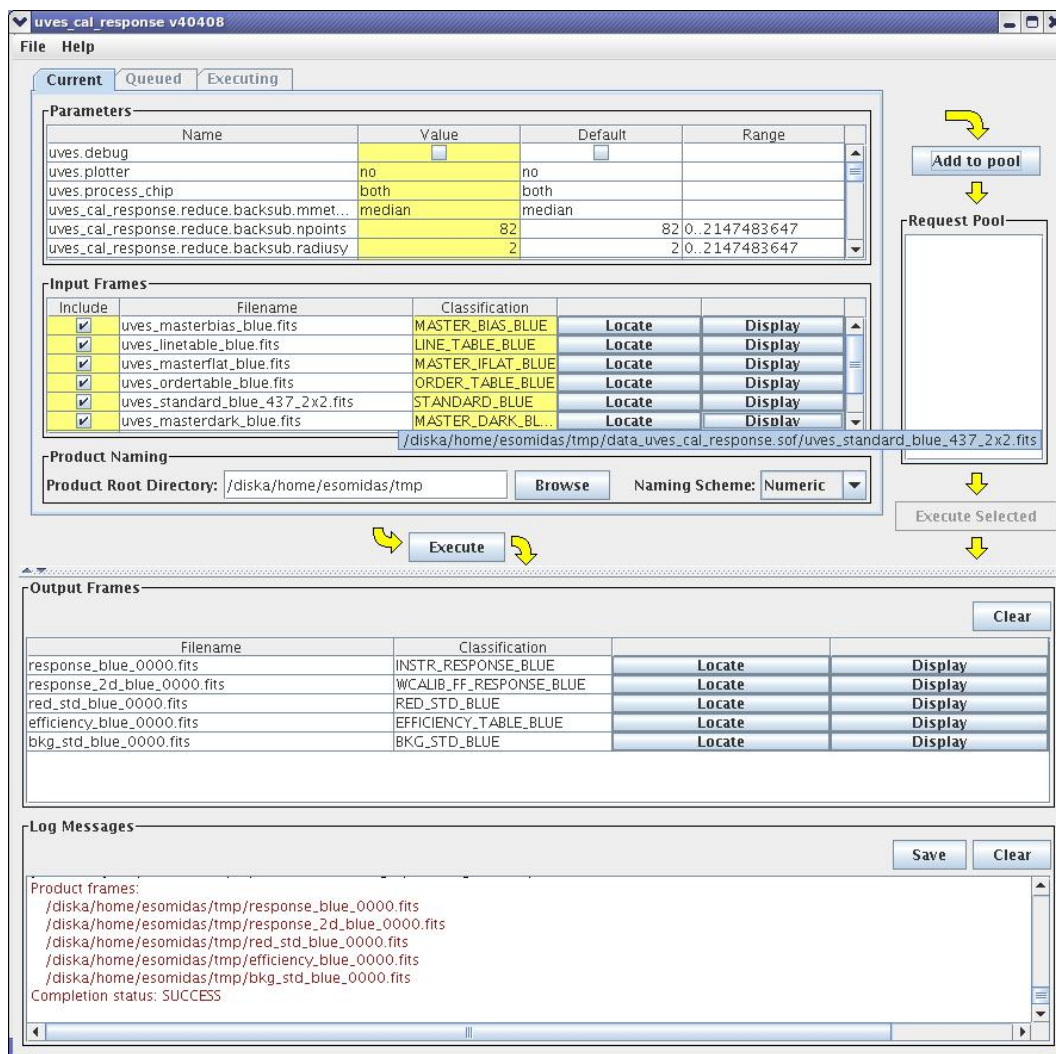 uves_cal_response v40408
File Help
Current Queued Executing
Parameters
Name Value Default Range
uves.debug
uves.plotter no no
uves.process_chip both both
uves_cal_response.reduce.backsub.mmet... median median
uves_cal_response.reduce.backsub.npoints 82 82 0..2147483647
uves_cal_response.reduce.backsub.radiusy 2 2 0..2147483647
Add to pool
Request Pool
Input Frames
Include Filename Classification
uves_masterbias_blue.fits MASTER_BIAS_BLUE Locate Display
uves_linetable_blue.fits LINE_TABLE_BLUE Locate Display
uves_masterflat_blue.fits MASTER_IFLAT_BLUE Locate Display
uves_ordertable_blue.fits ORDER_TABLE_BLUE Locate Display
uves_standard_blue_437_2x2.fits STANDARD_BLUE Locate Display
uves_masterdark_blue.fits MASTER_DARK_BL... Locate Display
/diska/home/esomidas/tmp/data_uves_cal_response.sof/uves_standard_blue_437_2x2.fits
Product Naming
Product Root Directory: /diska/home/esomidas/tmp Browse Naming Scheme: Numeric
Execute Selected
Execute
Output Frames
Clear
Filename Classification
response_blue_0000.fits INSTR_RESPONSE_BLUE Locate Display
response_2d_blue_0000.fits WCALIB_FF_RESPONSE_BLUE Locate Display
red_std_blue_0000.fits RED_STD_BLUE Locate Display
efficiency_blue_0000.fits EFFICIENCY_TABLE_BLUE Locate Display
bkg_std_blue_0000.fits BKG_STD_BLUE Locate Display
Log Messages
Save Clear
Product frames:
/diska/home/esomidas/tmp/response_blue_0000.fits
/diska/home/esomidas/tmp/response_2d_blue_0000.fits
/diska/home/esomidas/tmp/red_std_blue_0000.fits
/diska/home/esomidas/tmp/efficiency_blue_0000.fits
/diska/home/esomidas/tmp/bkg_std_blue_0000.fits
Completion status: SUCCESS